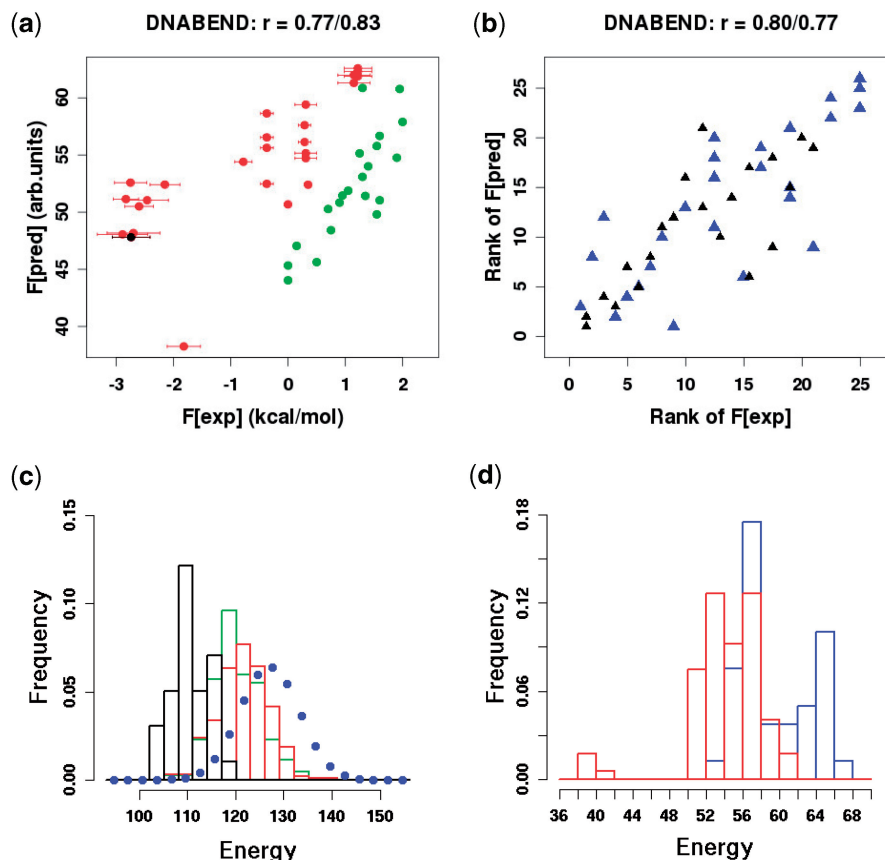 (a) DNABEND: r = 0.77/0.83
F[pred] (arb.units)
60
55
50
45
40
-3 -2 -1 0 1 2
F[exp] (kcal/mol)
(b) DNABEND: r = 0.80/0.77
Rank of F[pred]
25
20
15
10
5
0
0 5 10 15 20 25
Rank of F[exp]
(c)
Frequency
0.15
0.10
0.05
0.00
100 110 120 130 140 150
Energy
(d)
Frequency
0.18
0.12
0.06
0.00
36 40 44 48 52 56 60 64 68
Energy